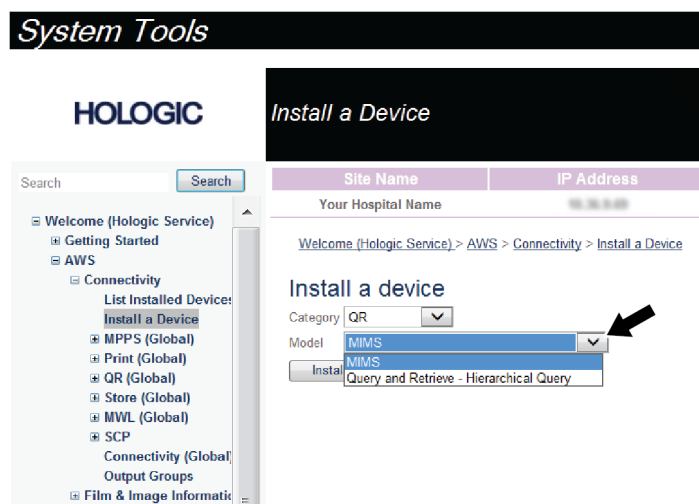 System Tools
HOLOGIC
Install a Device
Search
Search
Site Name
IP Address
Your Hospital Name
Welcome (Hologic Service)
Getting Started
AWS
Connectivity
List Installed Devices
Install a Device
MPPS (Global)
Print (Global)
QR (Global)
Store (Global)
MWL (Global)
SCP
Connectivity (Global)
Output Groups
Film & Image
Welcome (Hologic Service) > AWS > Connectivity > Install a Device
Install a device
Category QR
Model MIMS
MIMS
Query and Retrieve - Hierarchical Query
Instal